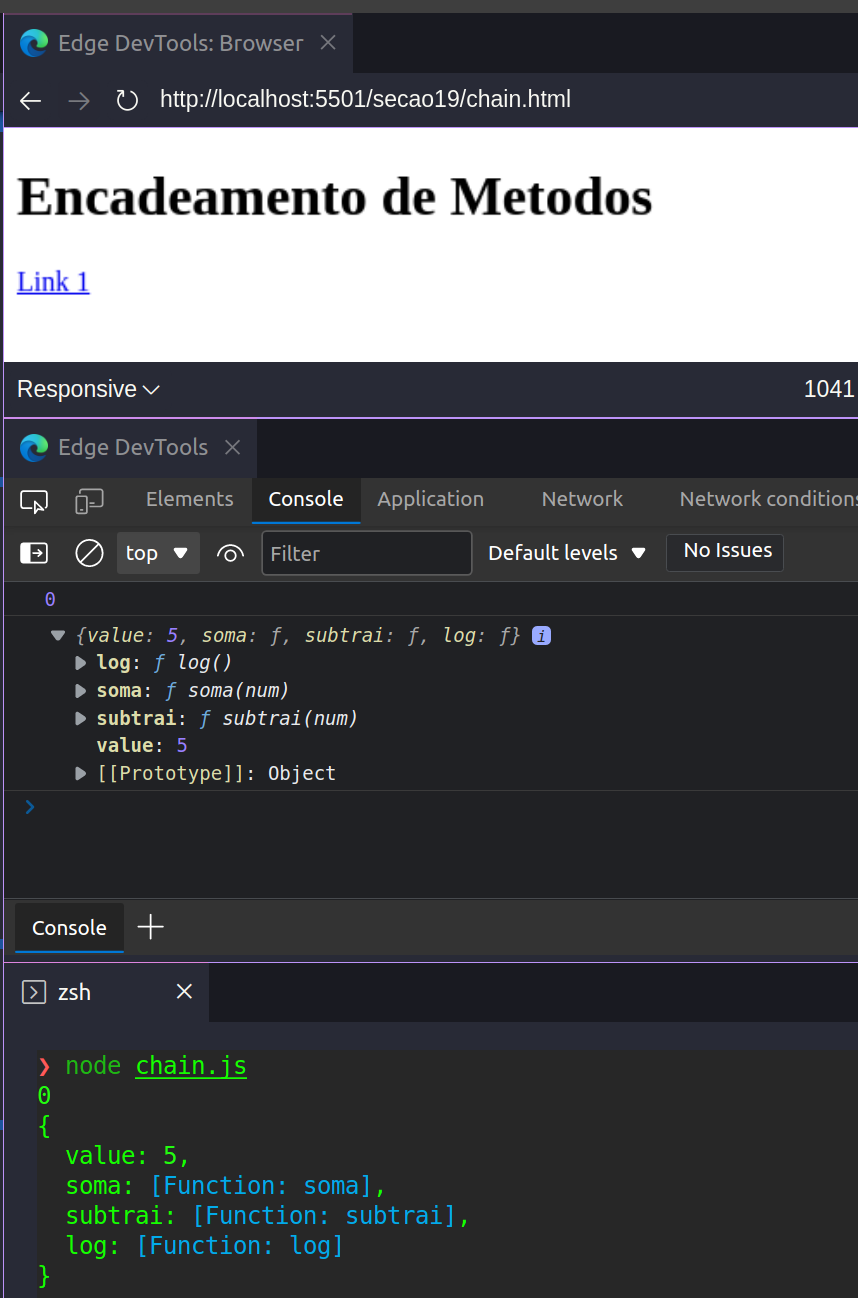 Edge DevTools: Browser
http://localhost:5501/secao19/chain.html
Encadeamento de Metodos
Link 1
Responsive 1041
Edge DevTools
Elements Console Application Network Network conditions
top Filter Default levels No Issues
0
{value: 5, soma: ƒ, subtrai: ƒ, log: ƒ} i
log: ƒ log()
soma: ƒ soma(num)
subtrai: ƒ subtrai(num)
value: 5
[[Prototype]]: Object
Console
zsh
❯ node chain.js
0
{
value: 5,
soma: [Function: soma],
subtrai: [Function: subtrai],
log: [Function: log]
}